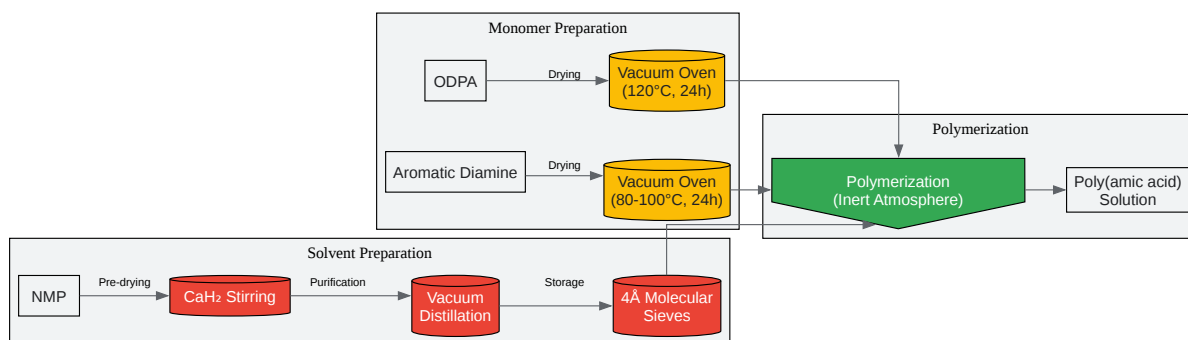 Monomer Preparation
ODPA
Drying
Vacuum Oven
(120°C, 24h)
Aromatic Diamine
Drying
Vacuum Oven
(80-100°C, 24h)
Polymerization
Polymerization
(Inert Atmosphere)
Poly(amic acid)
Solution
Solvent Preparation
NMP
Pre-drying
CaH₂ Stirring
Purification
Vacuum
Distillation
Storage
4Å Molecular
Sieves